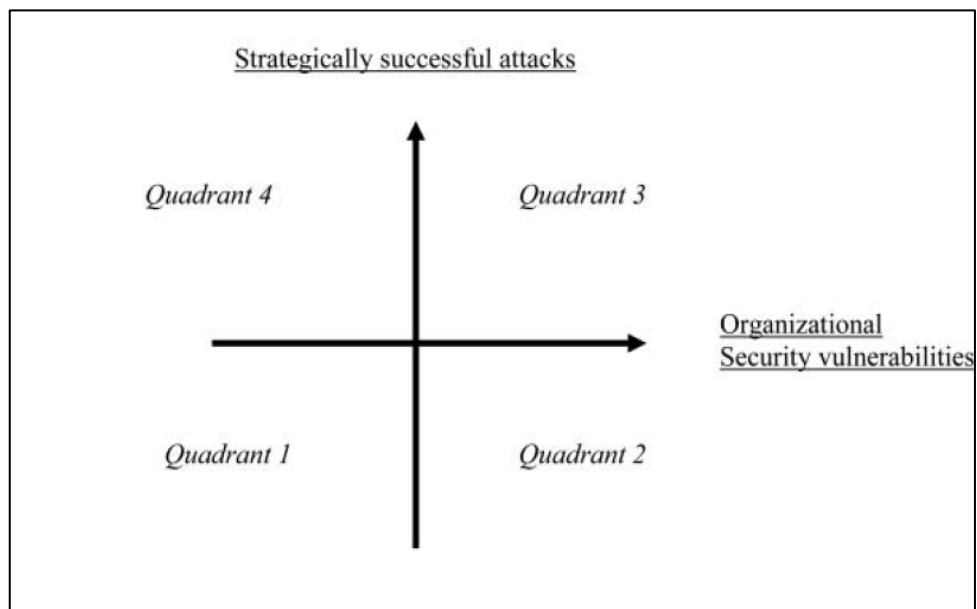 Strategically successful attacks
Quadrant 4
Quadrant 3
Organizational
Security vulnerabilities
Quadrant 1
Quadrant 2